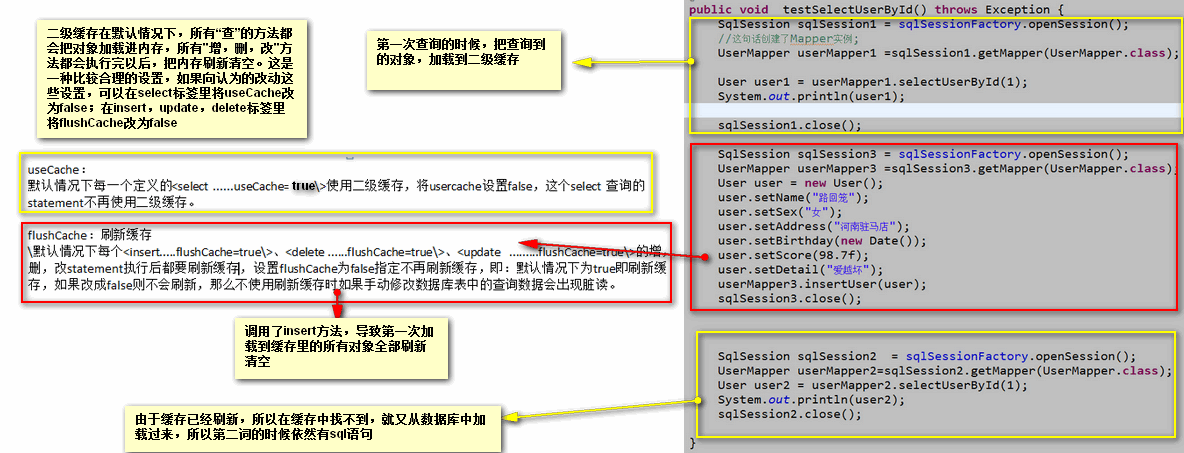 二级缓存在默认情况下，所有“查”的方法都
会把对象加载进内存，所有"增，删，改"方
法都会执行完以后，把内存刷新清空。这是
一种比较合理的设置，如果向认为的改动这
些设置，可以在select标签里将useCache改
为false；在insert，update，delete标签里
将flushCache改为false
第一次查询的时候，把查询到
的对象，加载到二级缓存
useCache：
默认情况下每一个定义的<select ......useCache= true\>使用二级缓存，将usercache设置false，这个select 查询的
statement不再使用二级缓存。
flushCache：刷新缓存
\默认情况下每个<insert.....flushCache=true\>、<delete ......flushCache=true\>、<update .........flushCache=true\>的增，
删，改statement执行后都要刷新缓存，设置flushCache为false指定不再刷新缓存，即：默认情况下为true即刷新缓
存，如果改成false则不会刷新，那么不使用刷新缓存时如果手动修改数据库表中的查询数据会出现脏读。
调用了insert方法，导致第一次加
载到缓存里的所有对象全部刷新
清空
由于缓存已经刷新，所以在缓存中找不到，就又从数据库中加
载过来，所以第二词的时候依然有sql语句
public void  testSelectUserById() throws Exception {
SqlSession sqlSession1 = sqlSessionFactory.openSession();
//这句话创建了Mapper实例;
UserMapper userMapper1 =sqlSession1.getMapper(UserMapper.class);
User user1 = userMapper1.selectUserById(1);
System.out.println(user1);
sqlSession1.close();
SqlSession sqlSession3 = sqlSessionFactory.openSession();
UserMapper userMapper3 =sqlSession3.getMapper(UserMapper.class);
User user = new User();
user.setName("路回笼");
user.setSex("女");
user.setAddress("河南驻马店");
user.setBirthday(new Date());
user.setScore(98.7f);
user.setDetail("爱越坏");
userMapper3.insertUser(user);
sqlSession3.close();
SqlSession sqlSession2  = sqlSessionFactory.openSession();
UserMapper userMapper2=sqlSession2.getMapper(UserMapper.class);
User user2 = userMapper2.selectUserById(1);
System.out.println(user2);
sqlSession2.close();
}